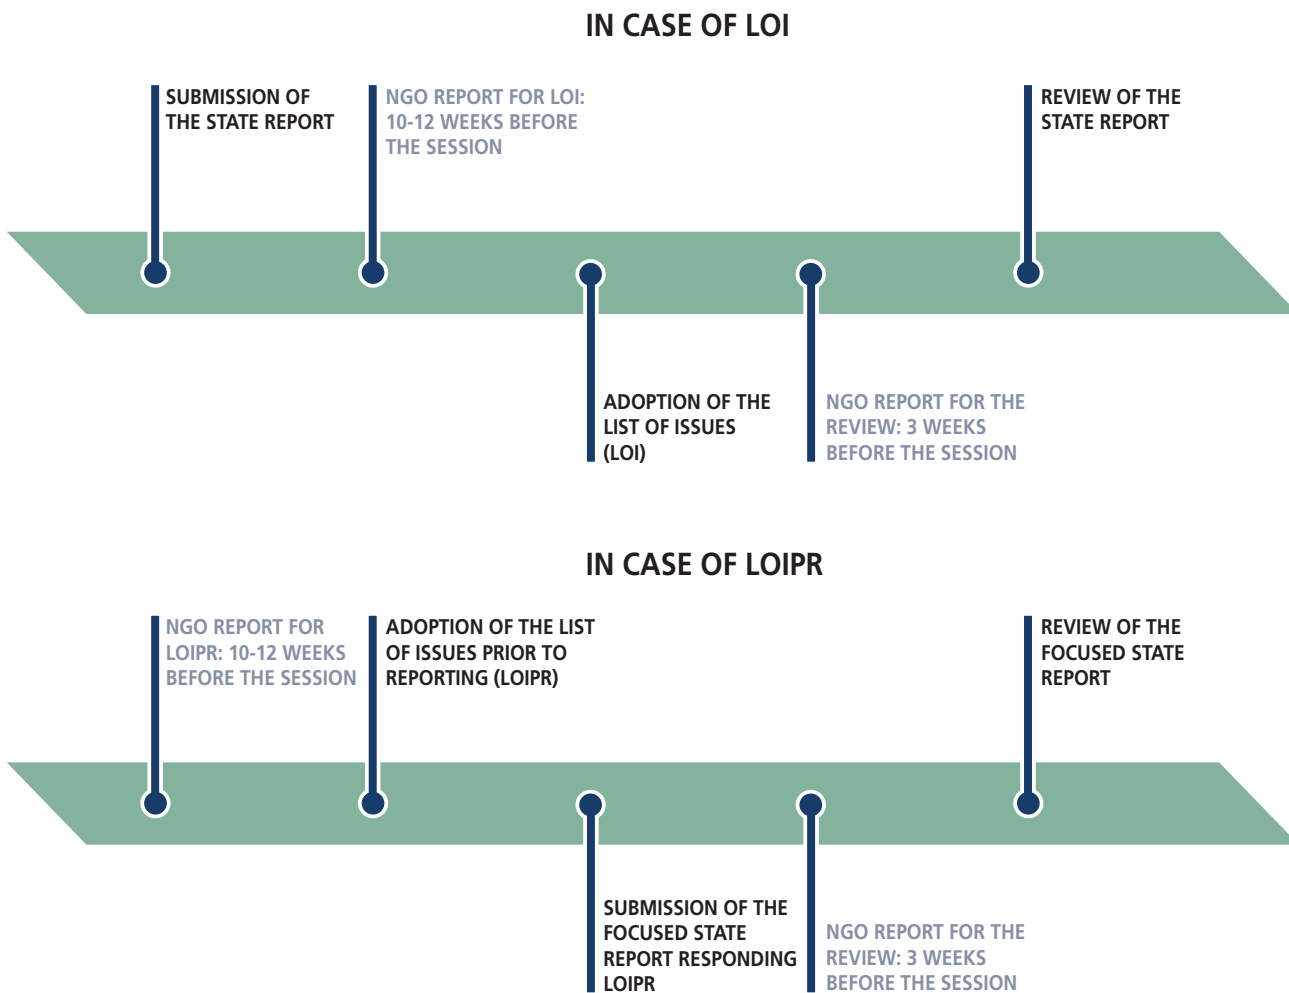 IN CASE OF LOI
SUBMISSION OF
THE STATE REPORT
NGO REPORT FOR LOI:
10-12 WEEKS BEFORE
THE SESSION
REVIEW OF THE
STATE REPORT
ADOPTION OF THE
LIST OF ISSUES
(LOI)
NGO REPORT FOR THE
REVIEW: 3 WEEKS
BEFORE THE SESSION
IN CASE OF LOIPR
NGO REPORT FOR
LOIPR: 10-12 WEEKS
BEFORE THE SESSION
ADOPTION OF THE LIST
OF ISSUES PRIOR TO
REPORTING (LOIPR)
REVIEW OF THE
FOCUSED STATE
REPORT
SUBMISSION OF THE
FOCUSED STATE
REPORT RESPONDING
LOIPR
NGO REPORT FOR THE
REVIEW: 3 WEEKS
BEFORE THE SESSION